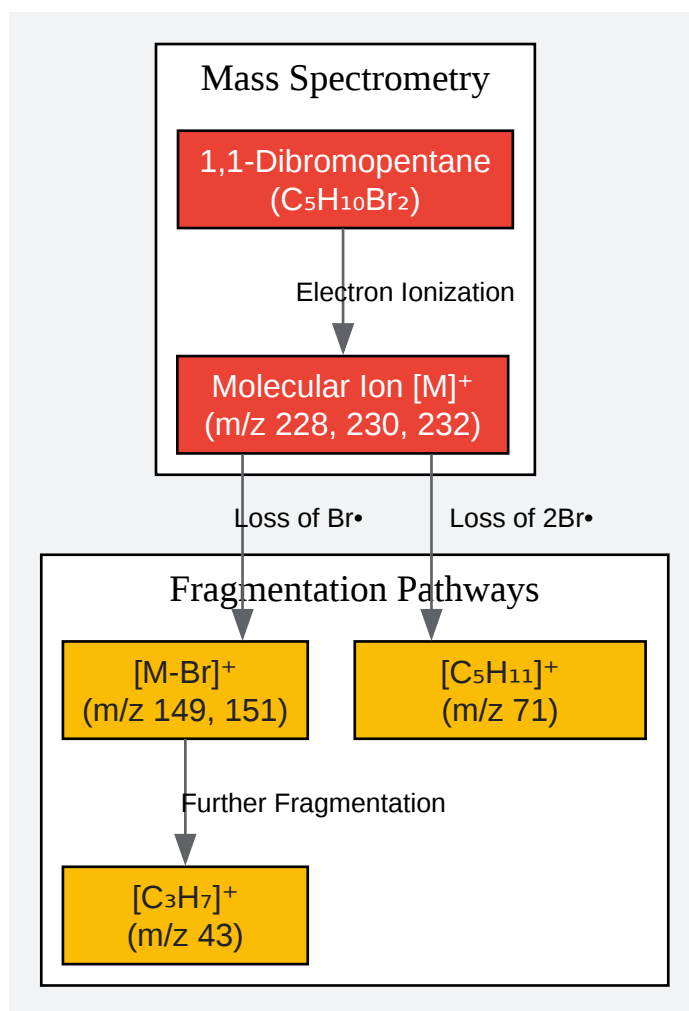 Mass Spectrometry
1,1-Dibromopentane
(C₅H₁₀Br₂)
Electron Ionization
Molecular Ion [M]⁺
(m/z 228, 230, 232)
Loss of Br•
Loss of 2Br•
Fragmentation Pathways
[M-Br]⁺
(m/z 149, 151)
[C₅H₁₁]⁺
(m/z 71)
Further Fragmentation
[C₃H₇]⁺
(m/z 43)